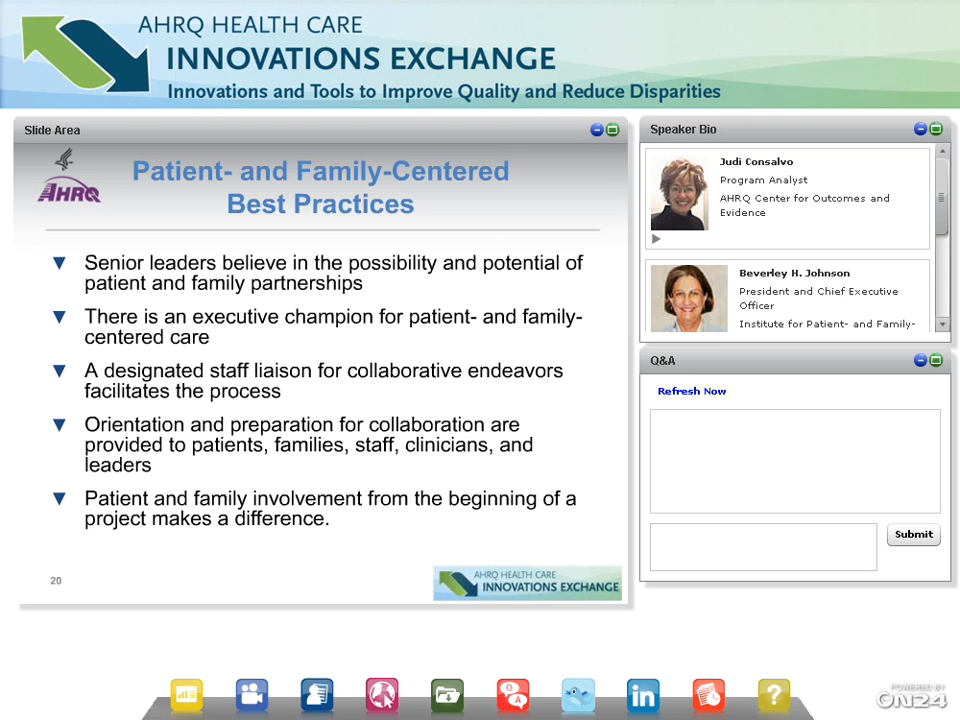 AHRQ HEALTH CARE
INNOVATIONS EXCHANGE
Innovations and Tools to Improve Quality and Reduce Disparities
Slide Area
AHRQ
Patient- and Family-Centered
Best Practices
▼ Senior leaders believe in the possibility and potential of
patient and family partnerships
▼ There is an executive champion for patient- and family-
centered care
▼ A designated staff liaison for collaborative endeavors
facilitates the process
▼ Orientation and preparation for collaboration are
provided to patients, families, staff, clinicians, and
leaders
▼ Patient and family involvement from the beginning of a
project makes a difference.
20
AHRQ HEALTH CARE
INNOVATIONS EXCHANGE
Speaker Bio
Judi Consalvo
Program Analyst
AHRQ Center for Outcomes and
Evidence
Beverley H. Johnson
President and Chief Executive
Officer
Institute for Patient- and Family-
Q&A
Refresh Now
Submit
Q
A
in
?
POWERED BY
ON24